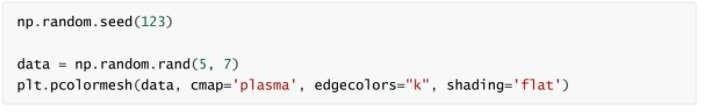 np.random.seed(123)
data = np.random.rand(5, 7)
plt.pcolormesh(data, cmap='plasma', edgecolors="k", shading='flat')